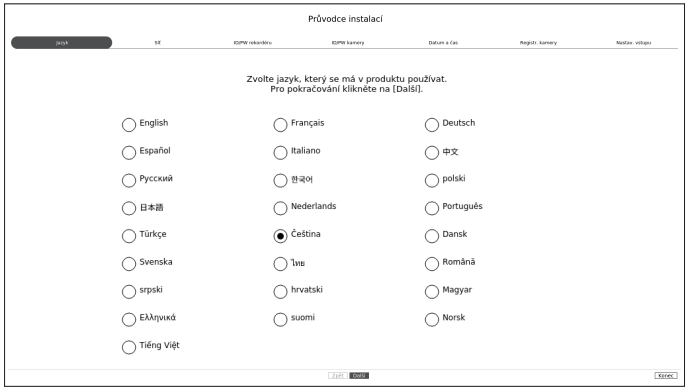 Průvodce instalací
Jazyk Síť ID/PW rekordéru ID/PW kamery Datum a čas Registr. kamery Nastav. vstupu
Zvolte jazyk, který se má v produktu používat.
Pro pokračování klikněte na [Další].
English Français Deutsch
Español Italiano 中文
Русский 한국어 polski
日本語 Nederlands Português
Türkçe Čeština Dansk
Svenska ไทย Română
srpski hrvatski Magyar
Ελληνικά suomi Norsk
Tiếng Việt
Zpět Další Konec